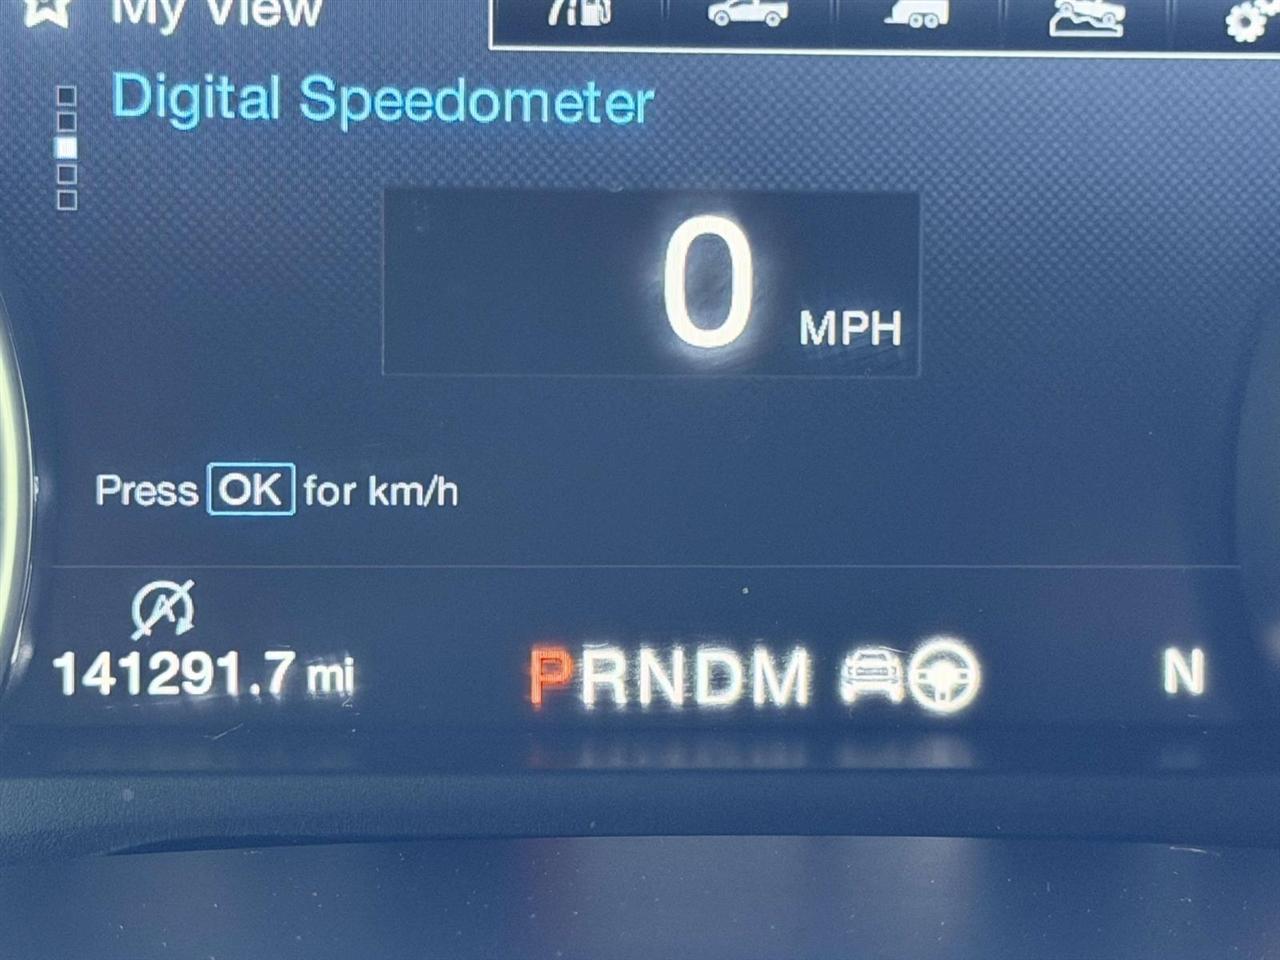 My View
Digital Speedometer
0 MPH
Press OK for km/h
A
141291.7 mi PRNDM N